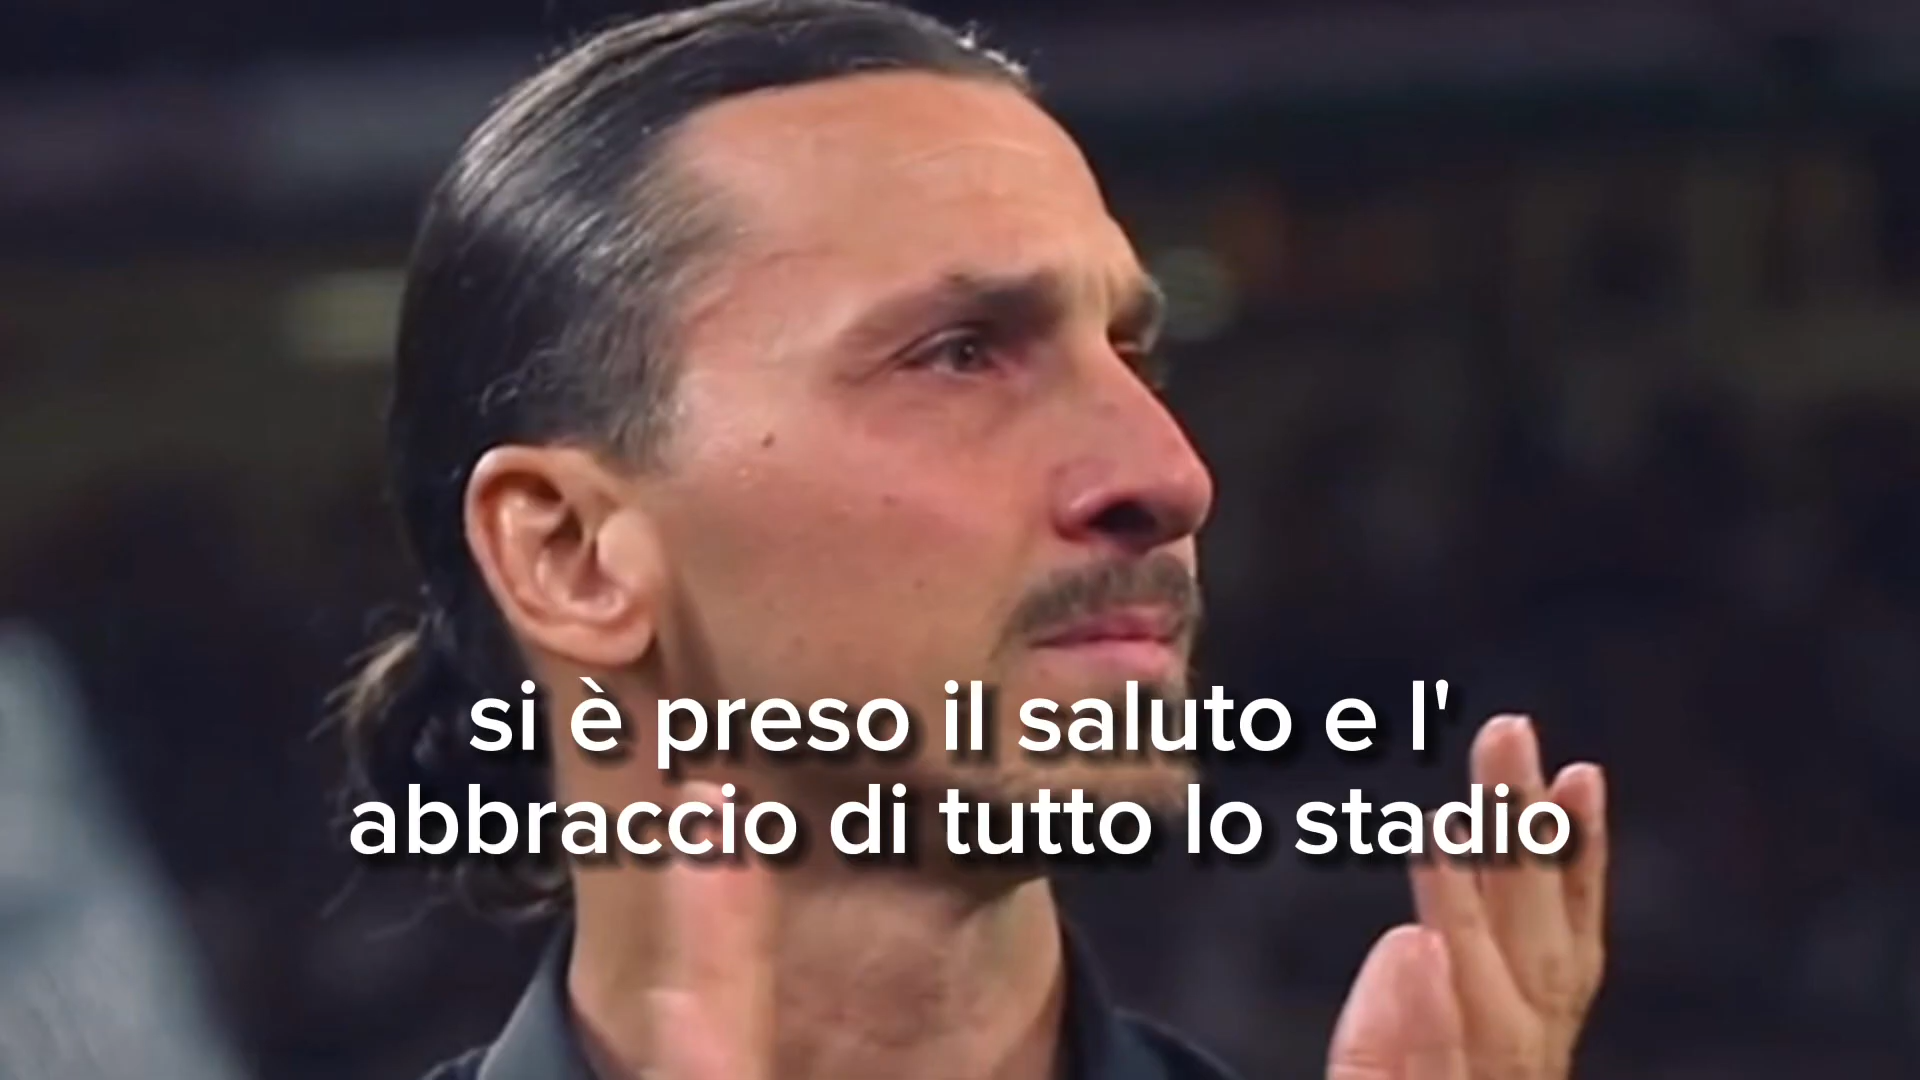 si è preso il saluto e l'
abbraccio di tutto lo stadio